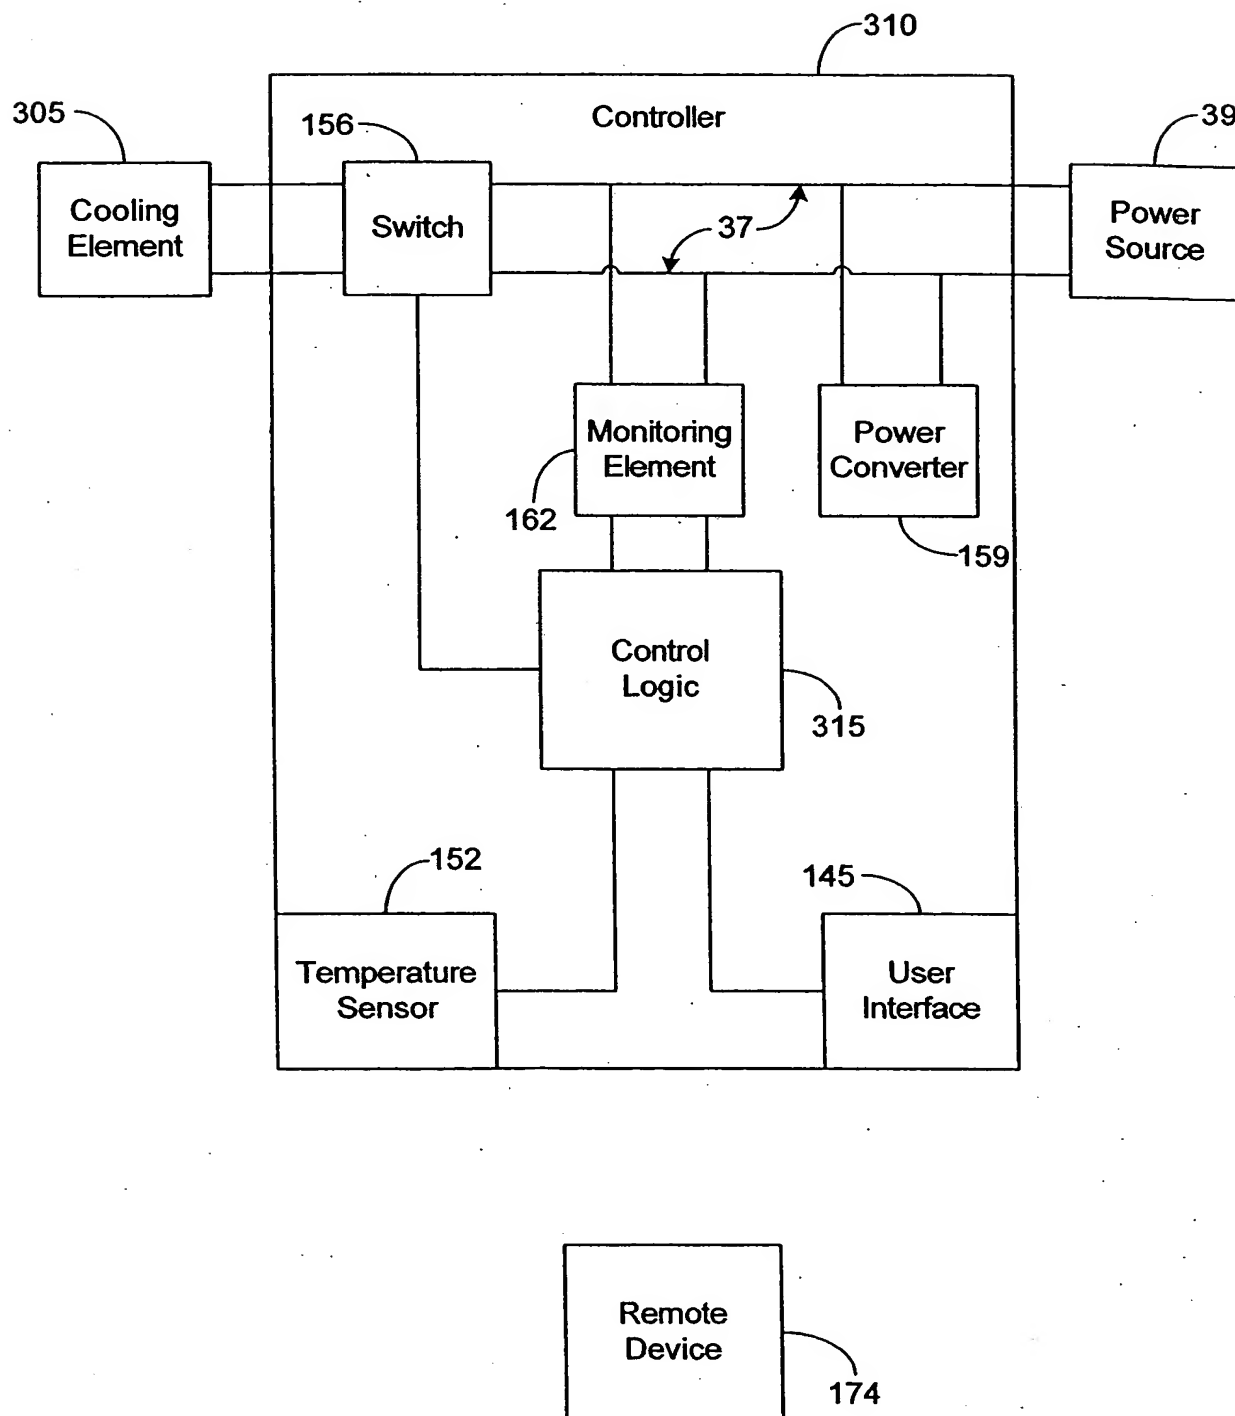 310
305
156
Controller
39
Cooling
Element
Switch
37
Power
Source
Monitoring
Element
Power
Converter
162
159
Control
Logic
315
152
145
Temperature
Sensor
User
Interface
Remote
Device
174